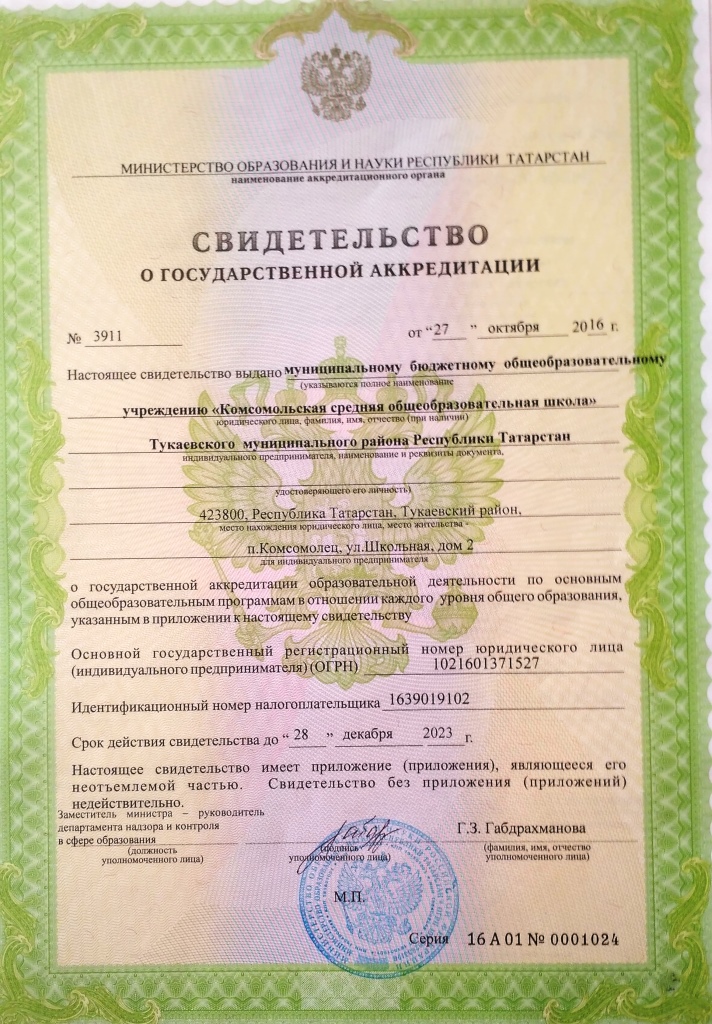 МИНИСТЕРСТВО ОБРАЗОВАНИЯ И НАУКИ РЕСПУБЛИКИ ТАТАРСТАН
наименование аккредитационного органа
СВИДЕТЕЛЬСТВО
О ГОСУДАРСТВЕННОЙ АККРЕДИТАЦИИ
№ 3911 от “27” октября 2016 г.
Настоящее свидетельство выдано муниципальному бюджетному общеобразовательному
(указываются полное наименование
учреждению «Комсомольская средняя общеобразовательная школа»
юридического лица, фамилия, имя, отчество (при наличии)
Тукаевского муниципального района Республики Татарстан
индивидуального предпринимателя, наименование и реквизиты документа,
удостоверяющего его личность)
423800, Республика Татарстан, Тукаевский район,
место нахождения юридического лица, место жительства -
п.Комсомолец, ул.Школьная, дом 2
для индивидуального предпринимателя
о государственной аккредитации образовательной деятельности по основным
общеобразовательным программам в отношении каждого уровня общего образования,
указанным в приложении к настоящему свидетельству
Основной государственный регистрационный номер юридического лица
(индивидуального предпринимателя) (ОГРН) 1021601371527
Идентификационный номер налогоплательщика 1639019102
Срок действия свидетельства до “28” декабря 2023 г.
Настоящее свидетельство имеет приложение (приложения), являющееся его
неотъемлемой частью. Свидетельство без приложения (приложений)
недействительно.
Заместитель министра – руководитель
департамента надзора и контроля
в сфере образования
Г.З. Габдрахманова
(должность
уполномоченного лица)
(подпись
уполномоченного лица)
(фамилия, имя, отчество
уполномоченного лица)
М.П.
Серия 16 А 01 № 0001024